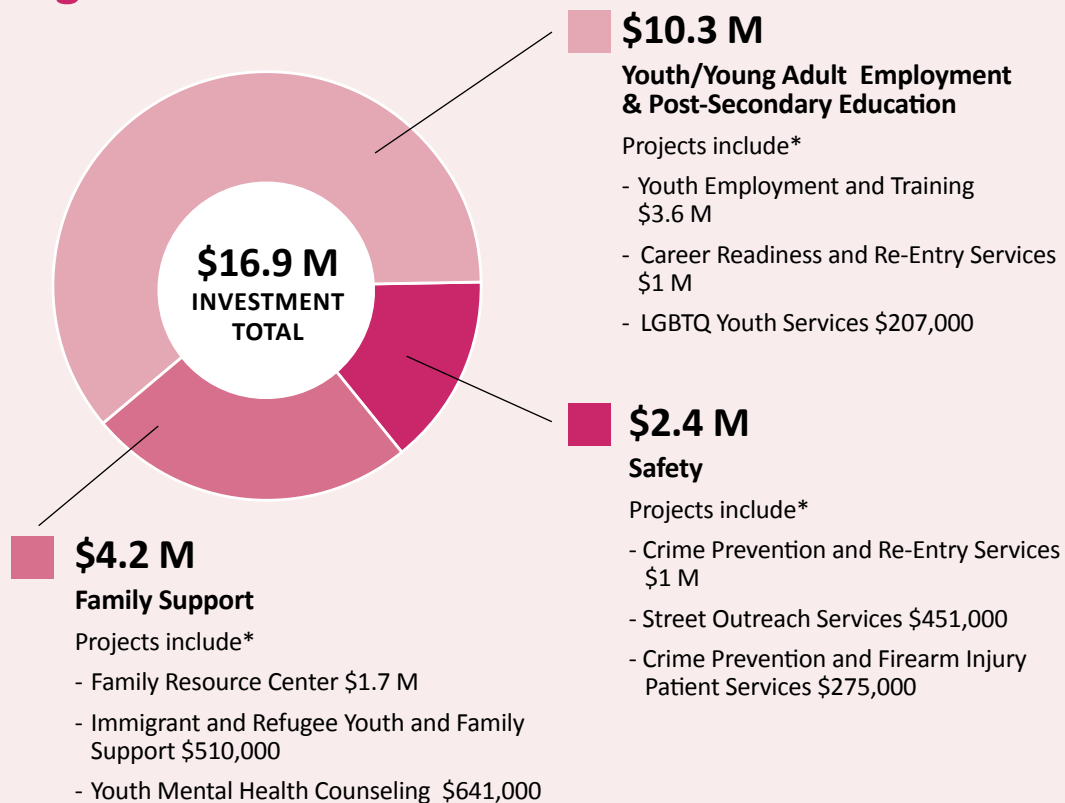 $16.9 M
INVESTMENT
TOTAL
$10.3 M
Youth/Young Adult Employment
& Post-Secondary Education
Projects include*
- Youth Employment and Training
$3.6 M
- Career Readiness and Re-Entry Services
$1 M
- LGBTQ Youth Services $207,000
$2.4 M
Safety
Projects include*
- Crime Prevention and Re-Entry Services
$1 M
- Street Outreach Services $451,000
- Crime Prevention and Firearm Injury
Patient Services $275,000
$4.2 M
Family Support
Projects include*
- Family Resource Center $1.7 M
- Immigrant and Refugee Youth and Family
Support $510,000
- Youth Mental Health Counseling $641,000